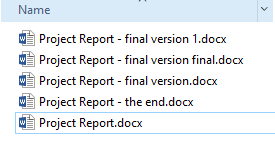 Name
Project Report - final version 1.docx
Project Report - final version final.docx
Project Report - final version.docx
Project Report - the end.docx
Project Report.docx